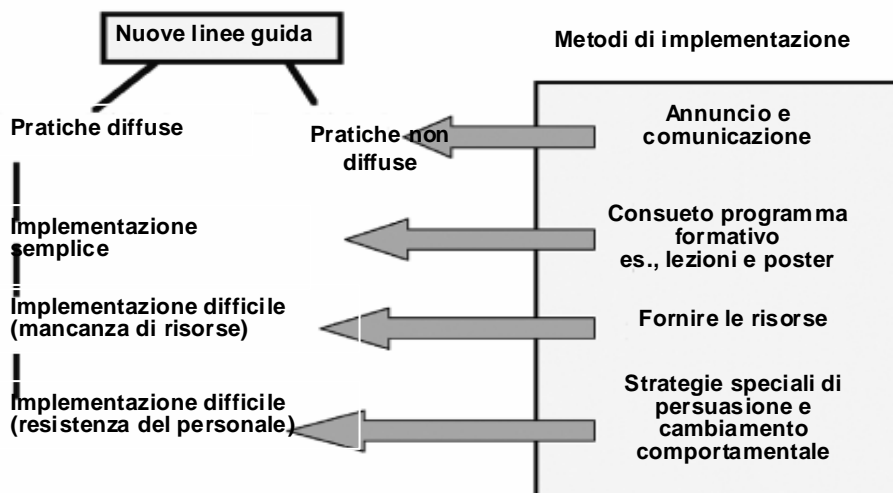 Nuove linee guida
Metodi di implementazione
Pratiche diffuse
Pratiche non
diffuse
Annuncio e
comunicazione
Implementazione
semplice
Consueto programma
formativo
es., lezioni e poster
Implementazione difficile
(mancanza di risorse)
Fornire le risorse
Implementazione difficile
(resistenza del personale)
Strategie speciali di
persuasione e
cambiamento
comportamentale